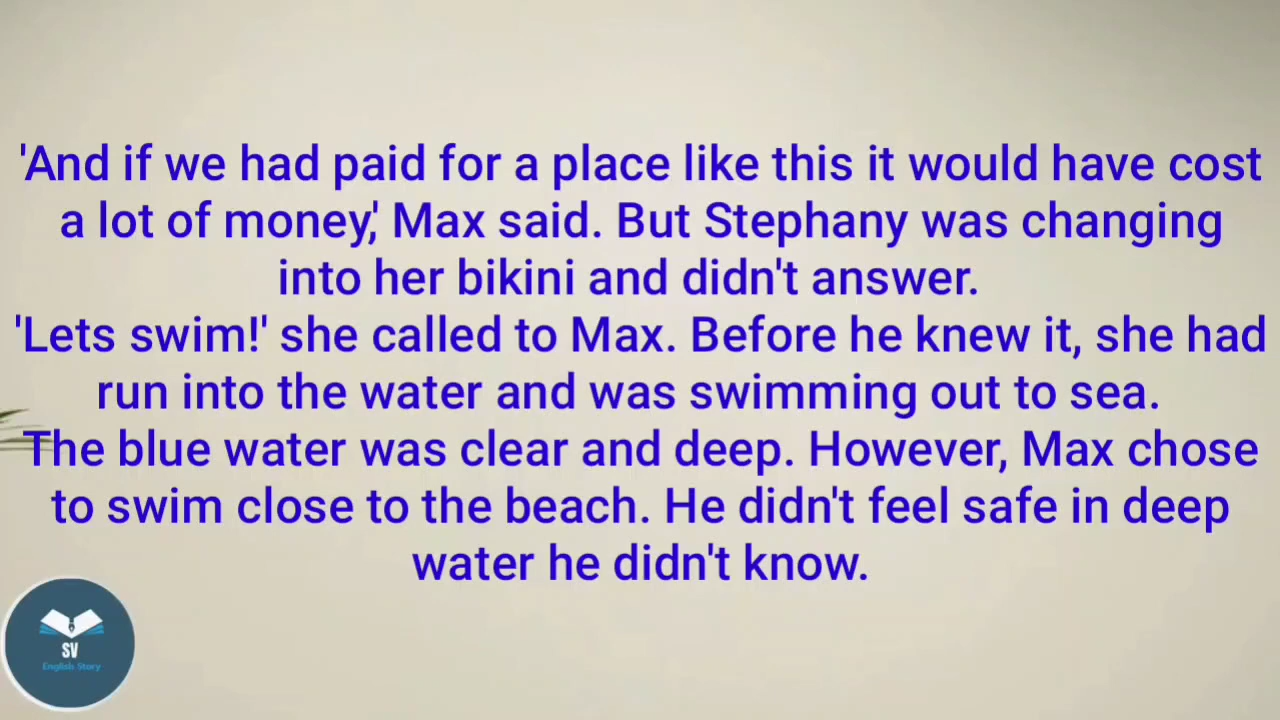 'And if we had paid for a place like this it would have cost
a lot of money,' Max said. But Stephany was changing
into her bikini and didn't answer.
'Lets swim!' she called to Max. Before he knew it, she had
run into the water and was swimming out to sea.
The blue water was clear and deep. However, Max chose
to swim close to the beach. He didn't feel safe in deep
water he didn't know.
SV
English Story